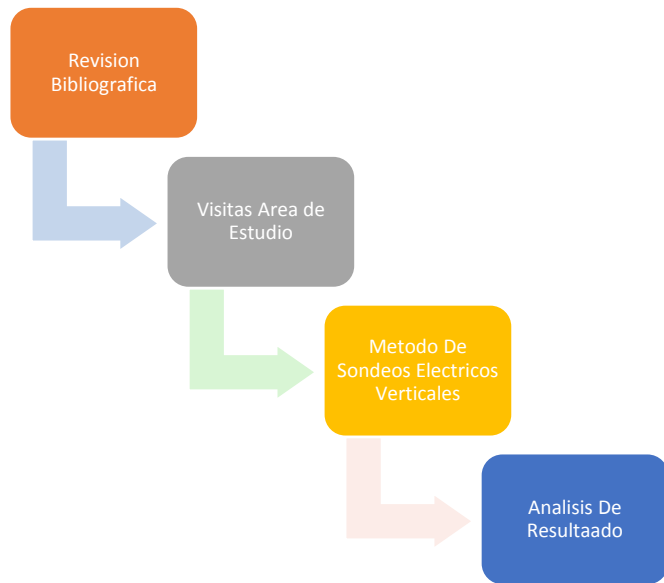 Revision
Bibliografica
Visitas Area de
Estudio
Metodo De
Sondeos Electricos
Verticales
Analisis De
Resultaado